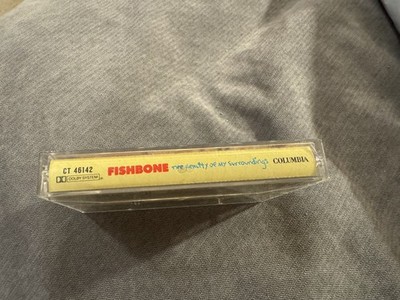 CT 46142
DOLBY SYSTEM
FISHBONE
THE REALITY OF MY SURROUNDINGS
COLUMBIA